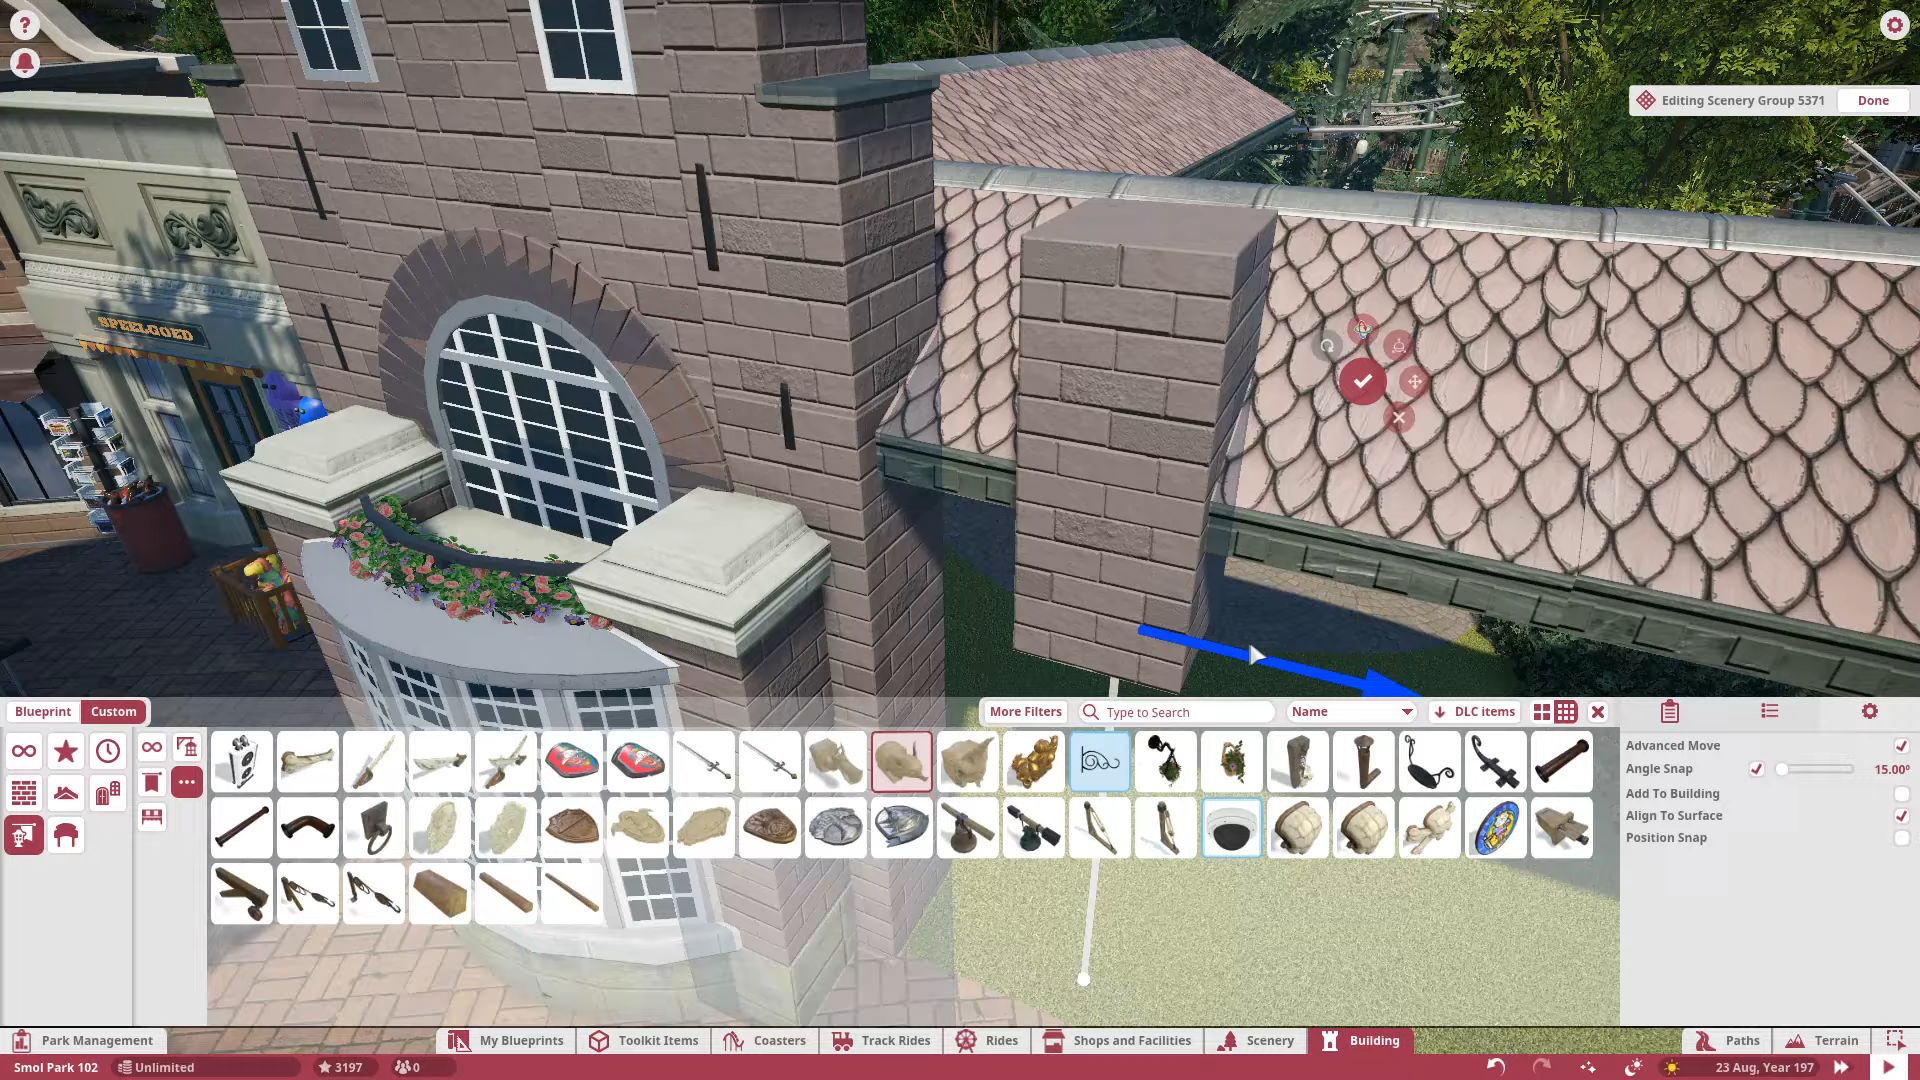 ?
Editing Scenery Group 5371
Done
SPEELGOED
Blueprint
Custom
More Filters
Type to Search
Name
DLC items
Advanced Move
Angle Snap
15.00°
Add To Building
Align To Surface
Position Snap
Park Management
My Blueprints
Toolkit Items
Coasters
Track Rides
Rides
Shops and Facilities
Scenery
Building
Paths
Terrain
Smol Park 102
Unlimited
3197
0
23 Aug, Year 197